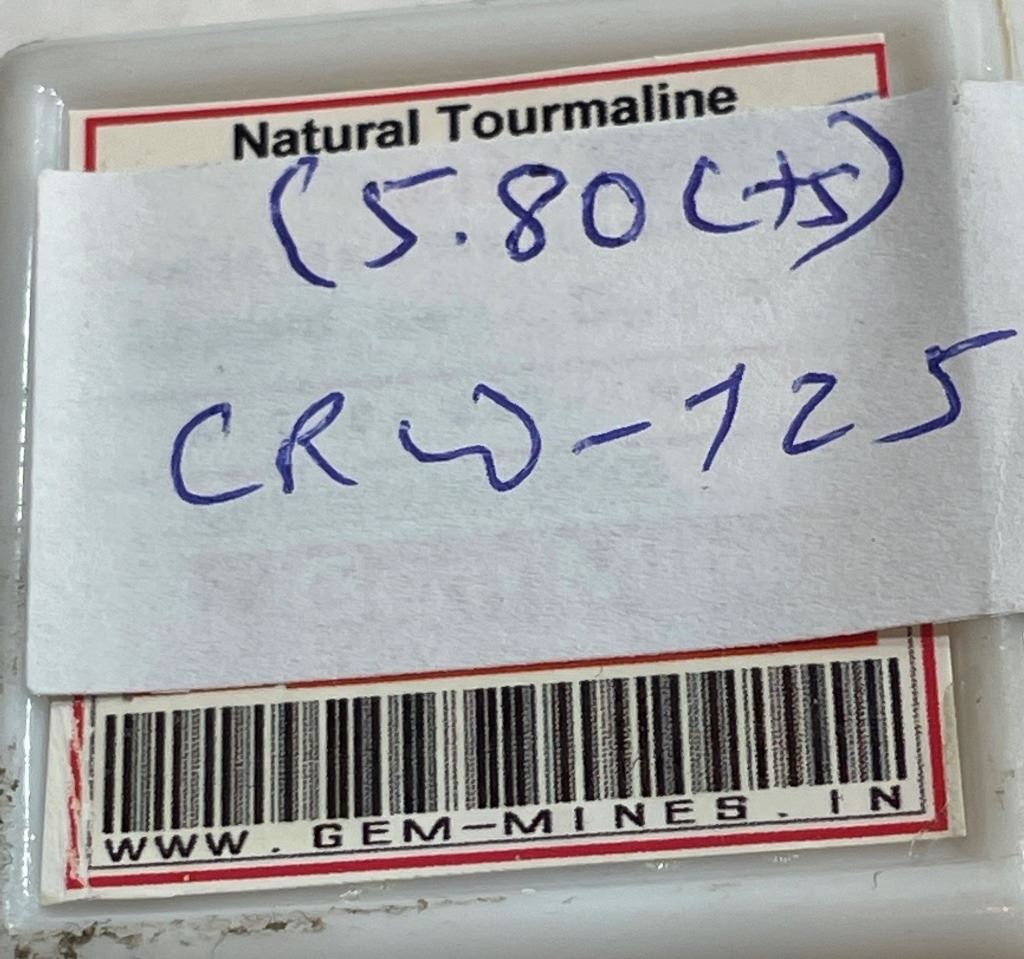 Natural Tourmaline
(5.80 Cts)
CRW-125
WWW.GEM-MINES.IN